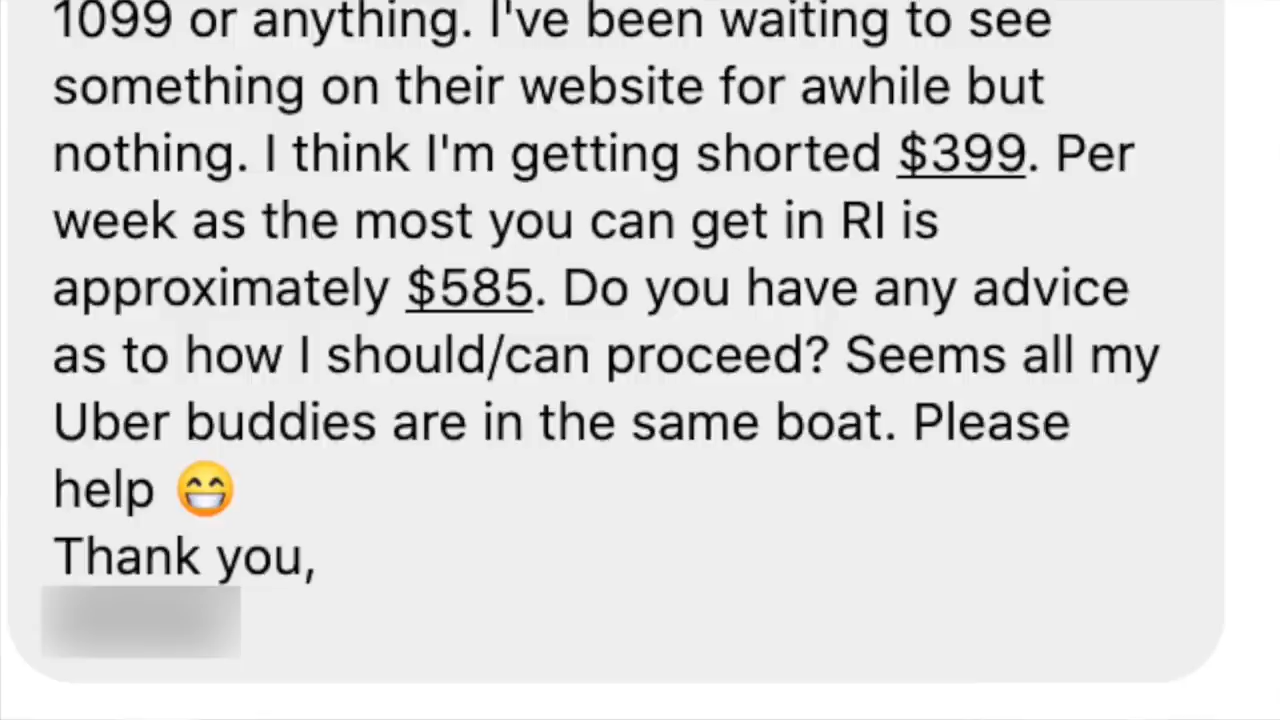 1099 or anything. I've been waiting to see
something on their website for awhile but
nothing. I think I'm getting shorted $399. Per
week as the most you can get in RI is
approximately $585. Do you have any advice
as to how I should/can proceed? Seems all my
Uber buddies are in the same boat. Please
help 😁
Thank you,